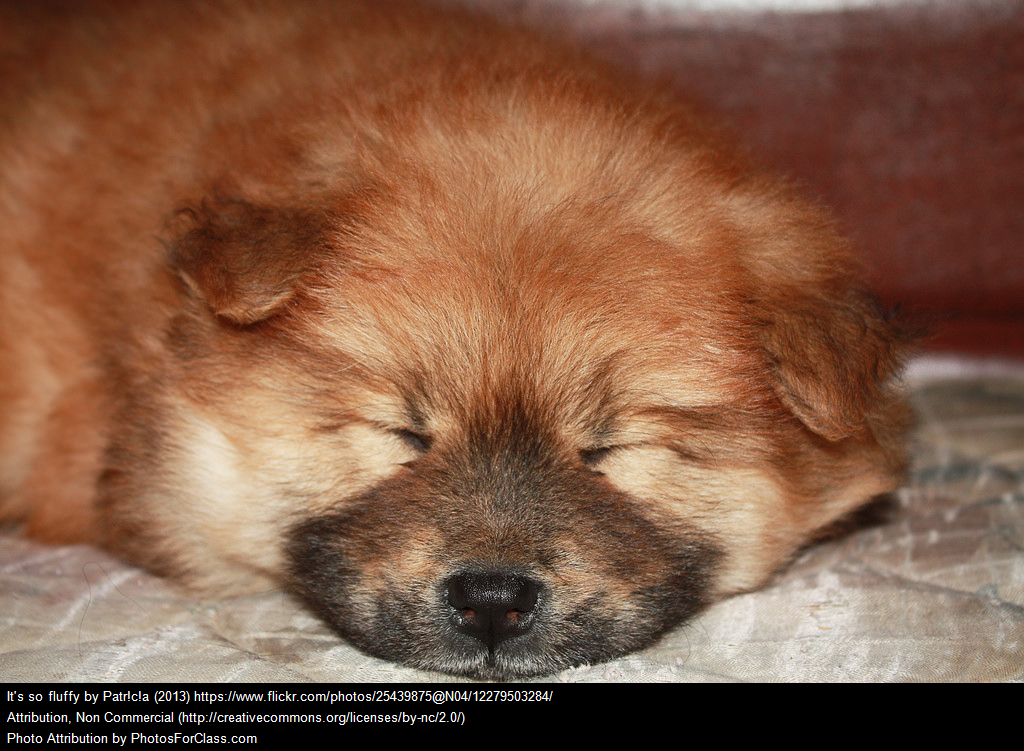 It's so fluffy by Patr!c!a (2013) https://www.flickr.com/photos/25439875@N04/12279503284/
Attribution, Non Commercial (http://creativecommons.org/licenses/by-nc/2.0/)
Photo Attribution by PhotosForClass.com